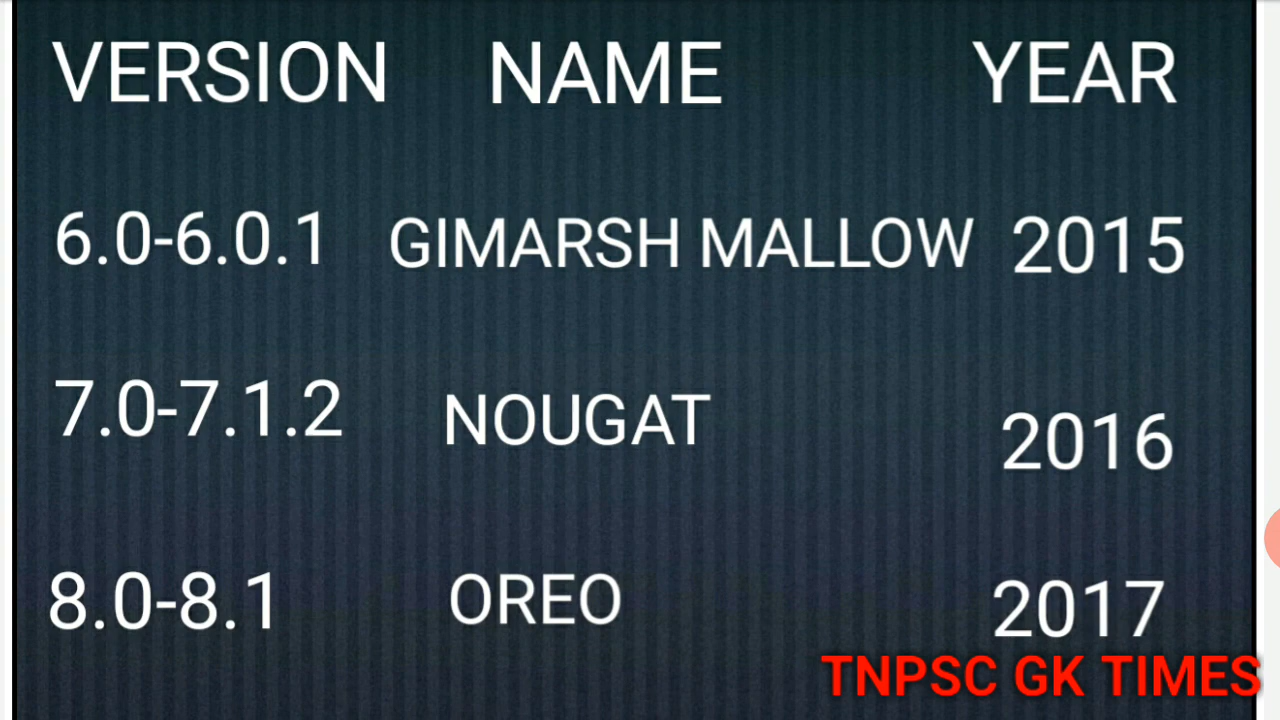 VERSION NAME YEAR
6.0-6.0.1 GIMARSH MALLOW 2015
7.0-7.1.2 NOUGAT 2016
8.0-8.1 OREO 2017
TNPSC GK TIMES